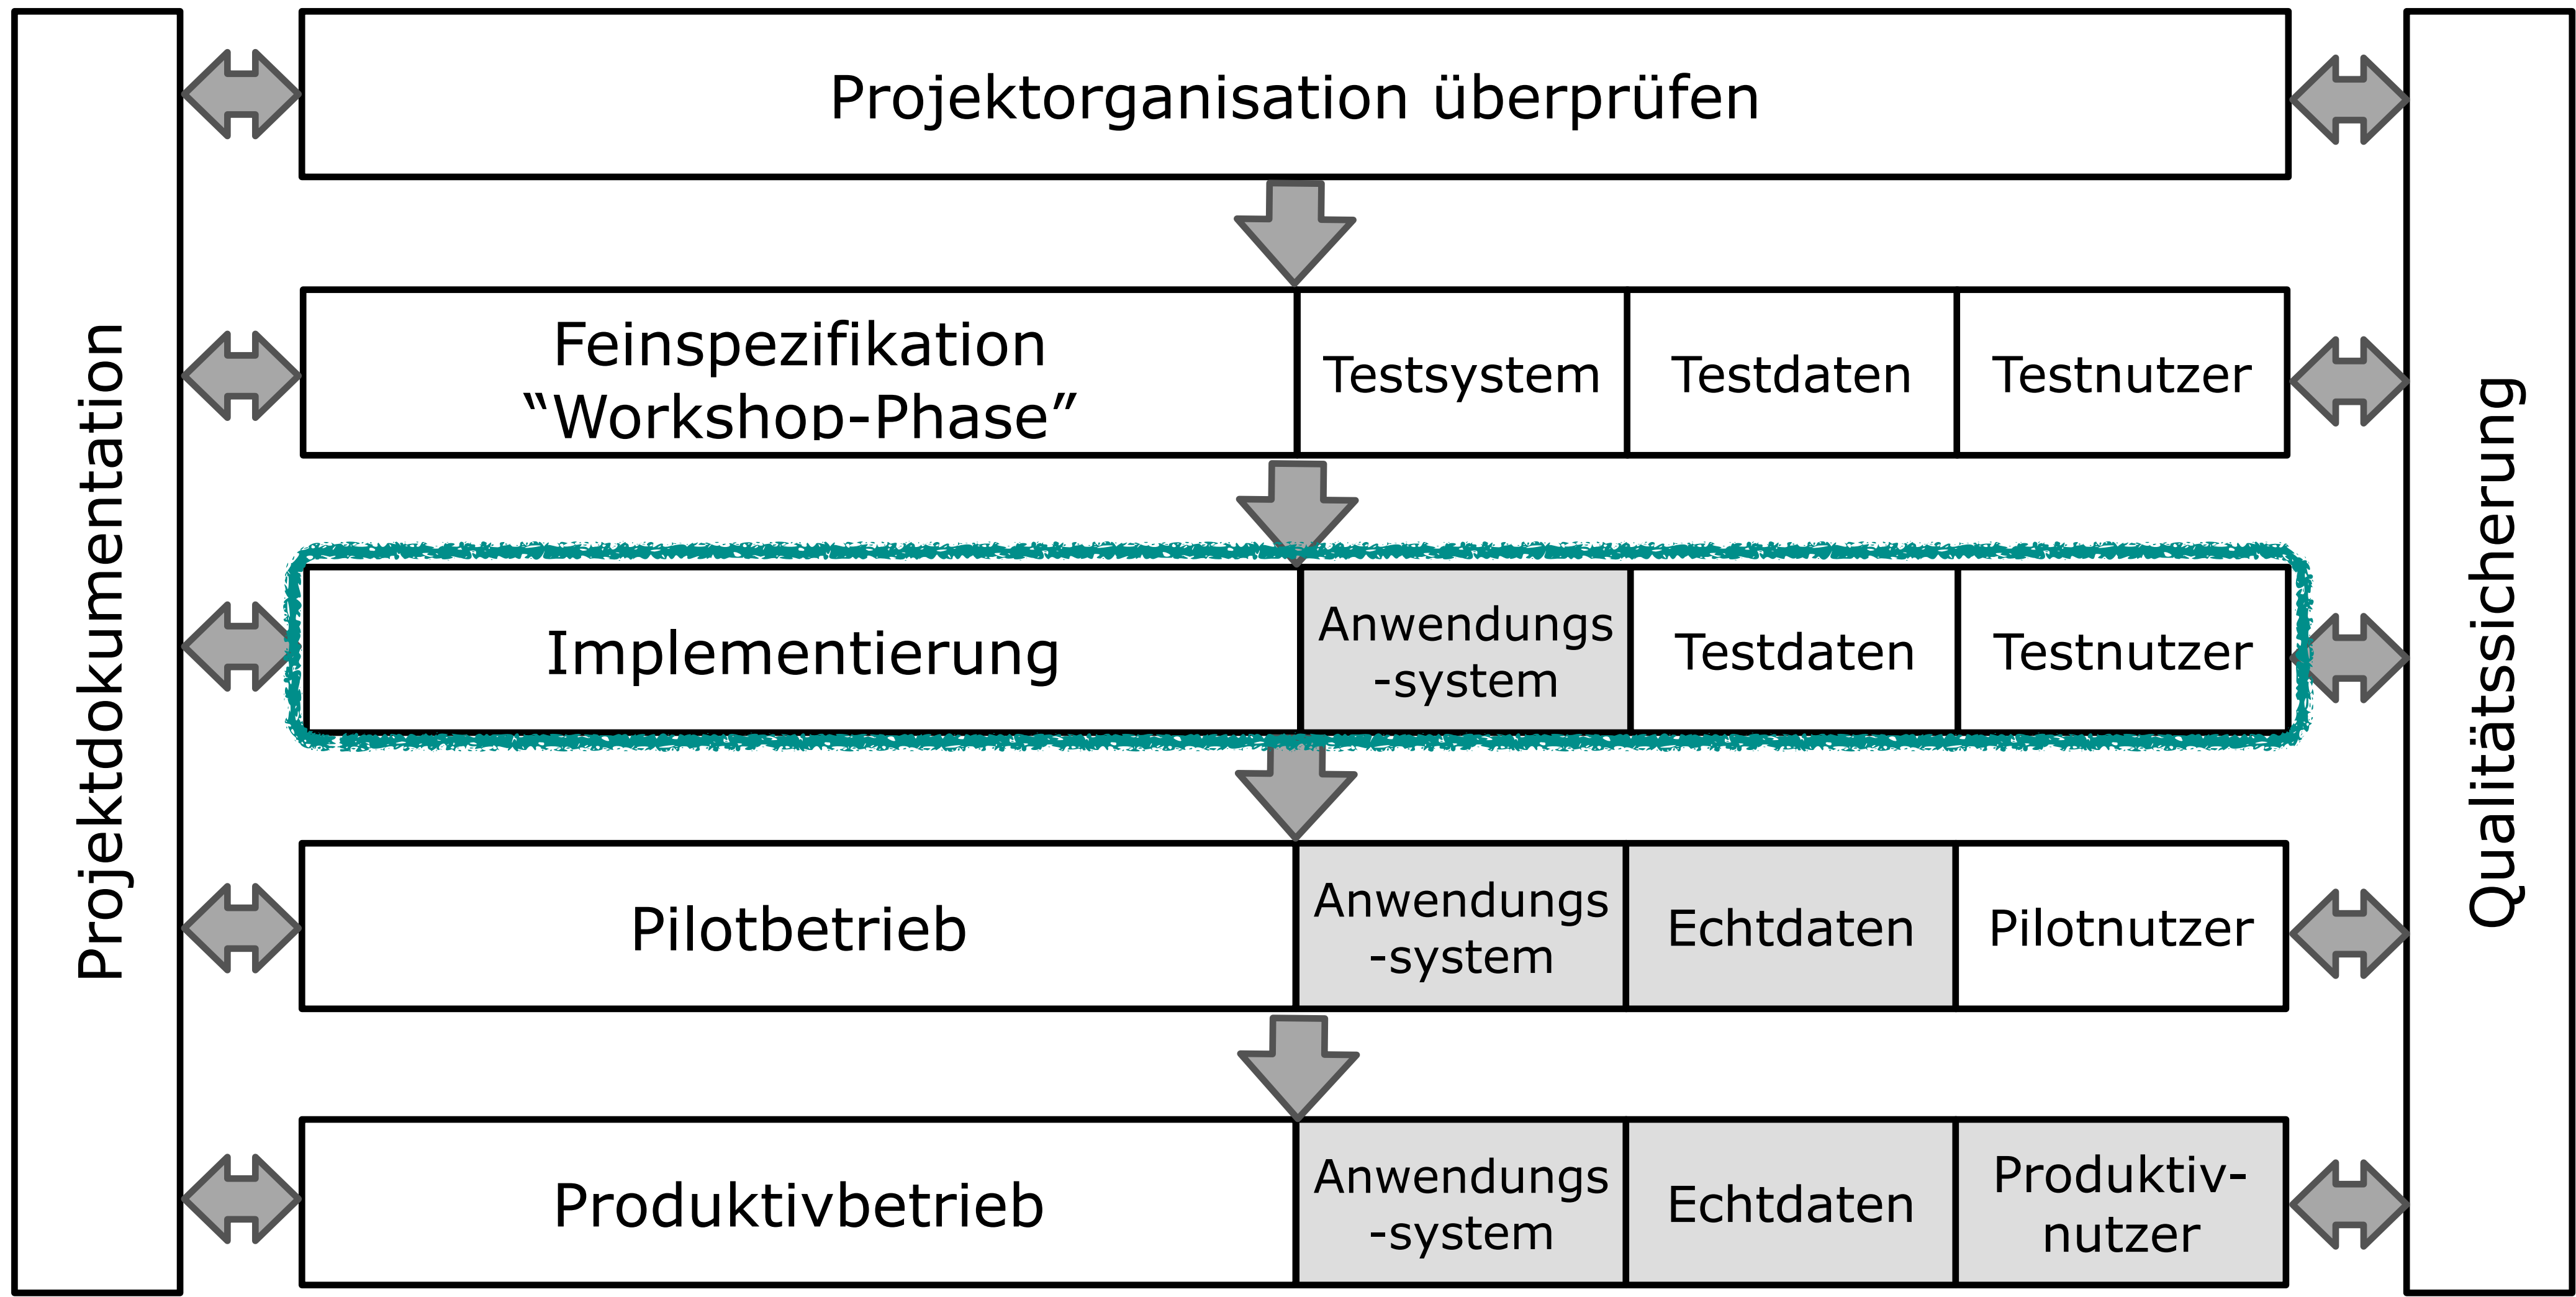 Projektdokumentation
Projektorganisation überprüfen
Feinspezifikation
“Workshop-Phase”
Testsystem
Testdaten
Testnutzer
Implementierung
Anwendungs
-system
Testdaten
Testnutzer
Pilotbetrieb
Anwendungs
-system
Echtdaten
Pilotnutzer
Produktivbetrieb
Anwendungs
-system
Echtdaten
Produktiv-
nutzer
Qualitätssicherung